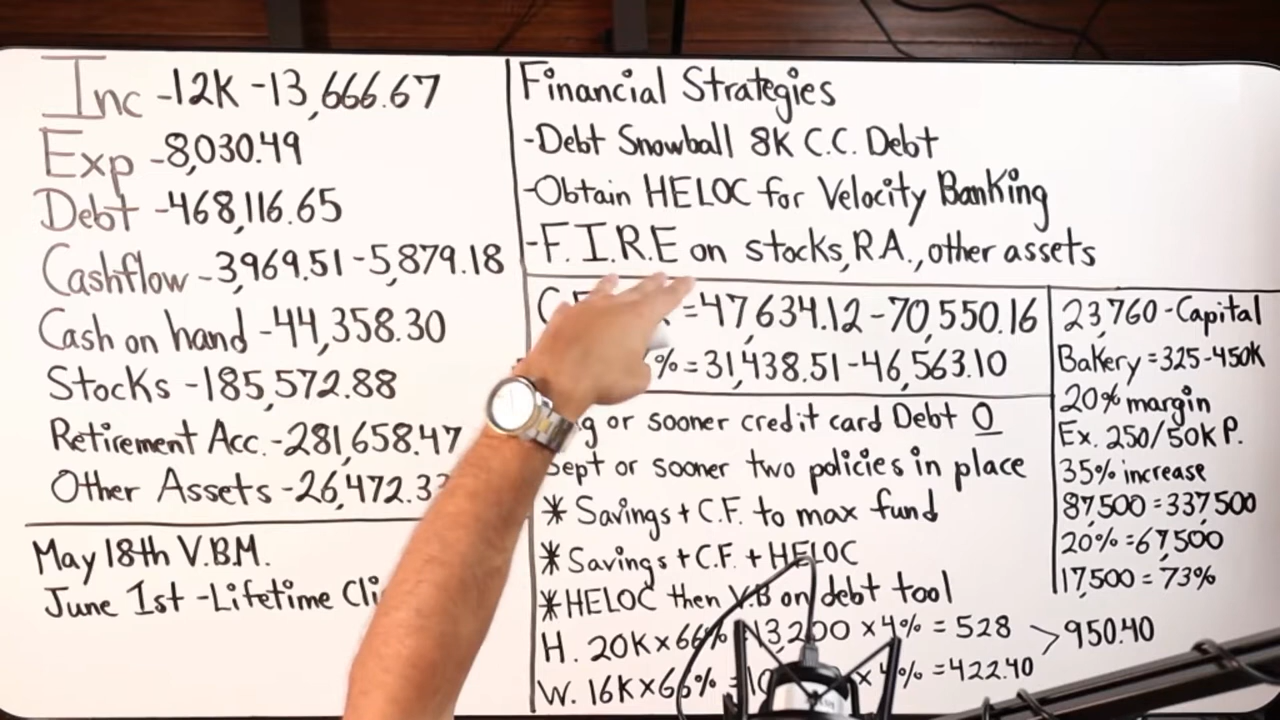 Inc -12K -13,666.67
Exp -8,030.49
Debt -468,116.65
Cashflow -3,969.51 -5,879.18
Cash on hand -44,358.30
Stocks -185,572.88
Retirement Acc. -281,658.47
Other Assets -26,472.3
May 18th V.B.M.
June 1st -Lifetime Cli
Financial Strategies
-Debt Snowball 8K C.C. Debt
-Obtain HELOC for Velocity Banking
-F.I.R.E on stocks, R.A., other assets
=47,634.12 -70,550.16
%=31,438.51-46,563.10
or sooner credit card Debt 0
Sept or sooner two policies in place
* Savings + C.F. to max fund
* Savings + C.F. + HELOC
* HELOC then V.B on debt tool
H. 20K x 66% 13,200 x 4% = 528 > 950.40
W. 16K x 66% x 4% = 422.40
23,760 -Capital
Bakery = 325-450K
20% margin
Ex. 250/50K P.
35% increase
87,500 = 337,500
20% = 67,500
17,500 = 73%